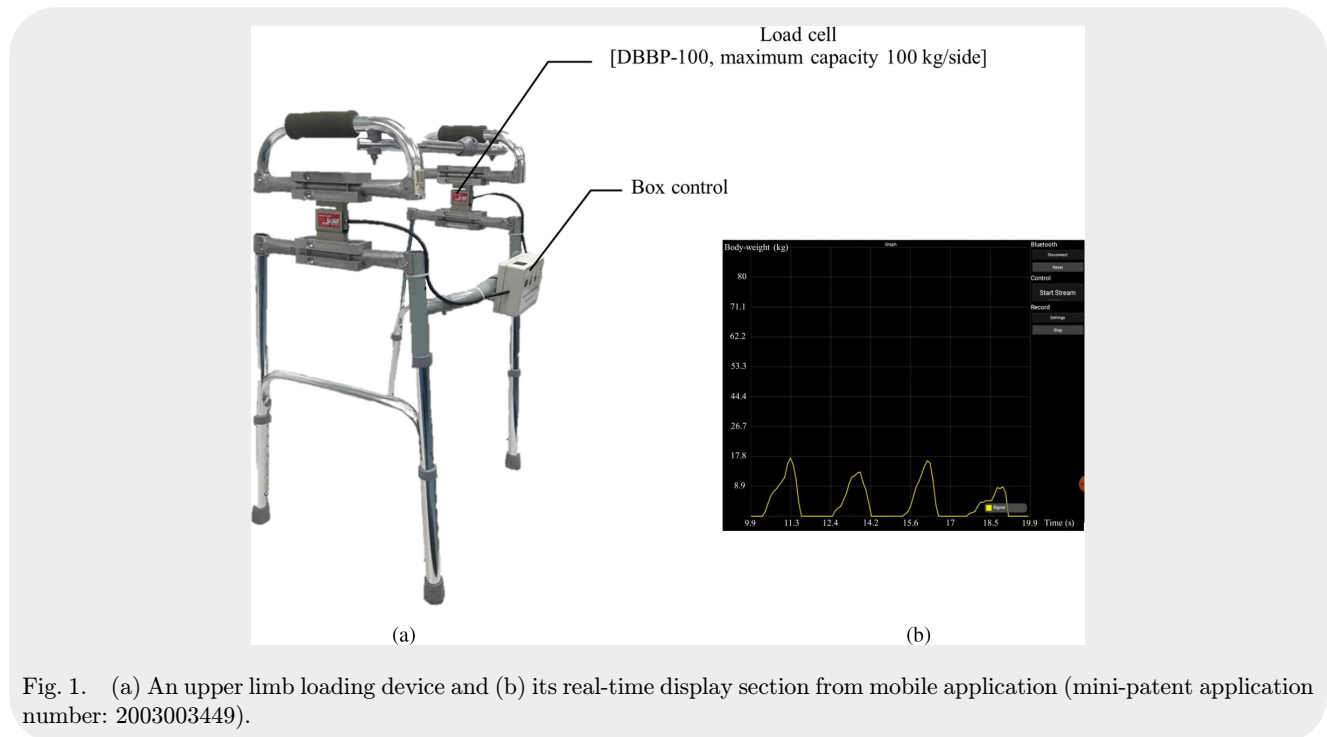 Load cell
[DBBP-100, maximum capacity 100 kg/side]
Box control
Body-weight (kg)
Graph
Bluetooth
Disconnect
Reset
Control
Start Stream
Record
Settings
Stop
80
71.1
62.2
53.3
44.4
26.7
17.8
8.9
Signal
9.9 11.3 12.4 14.2 15.6 17 18.5 19.9 Time (s)
(a) (b)
Fig. 1. (a) An upper limb loading device and (b) its real-time display section from mobile application (mini-patent application
number: 2003003449).